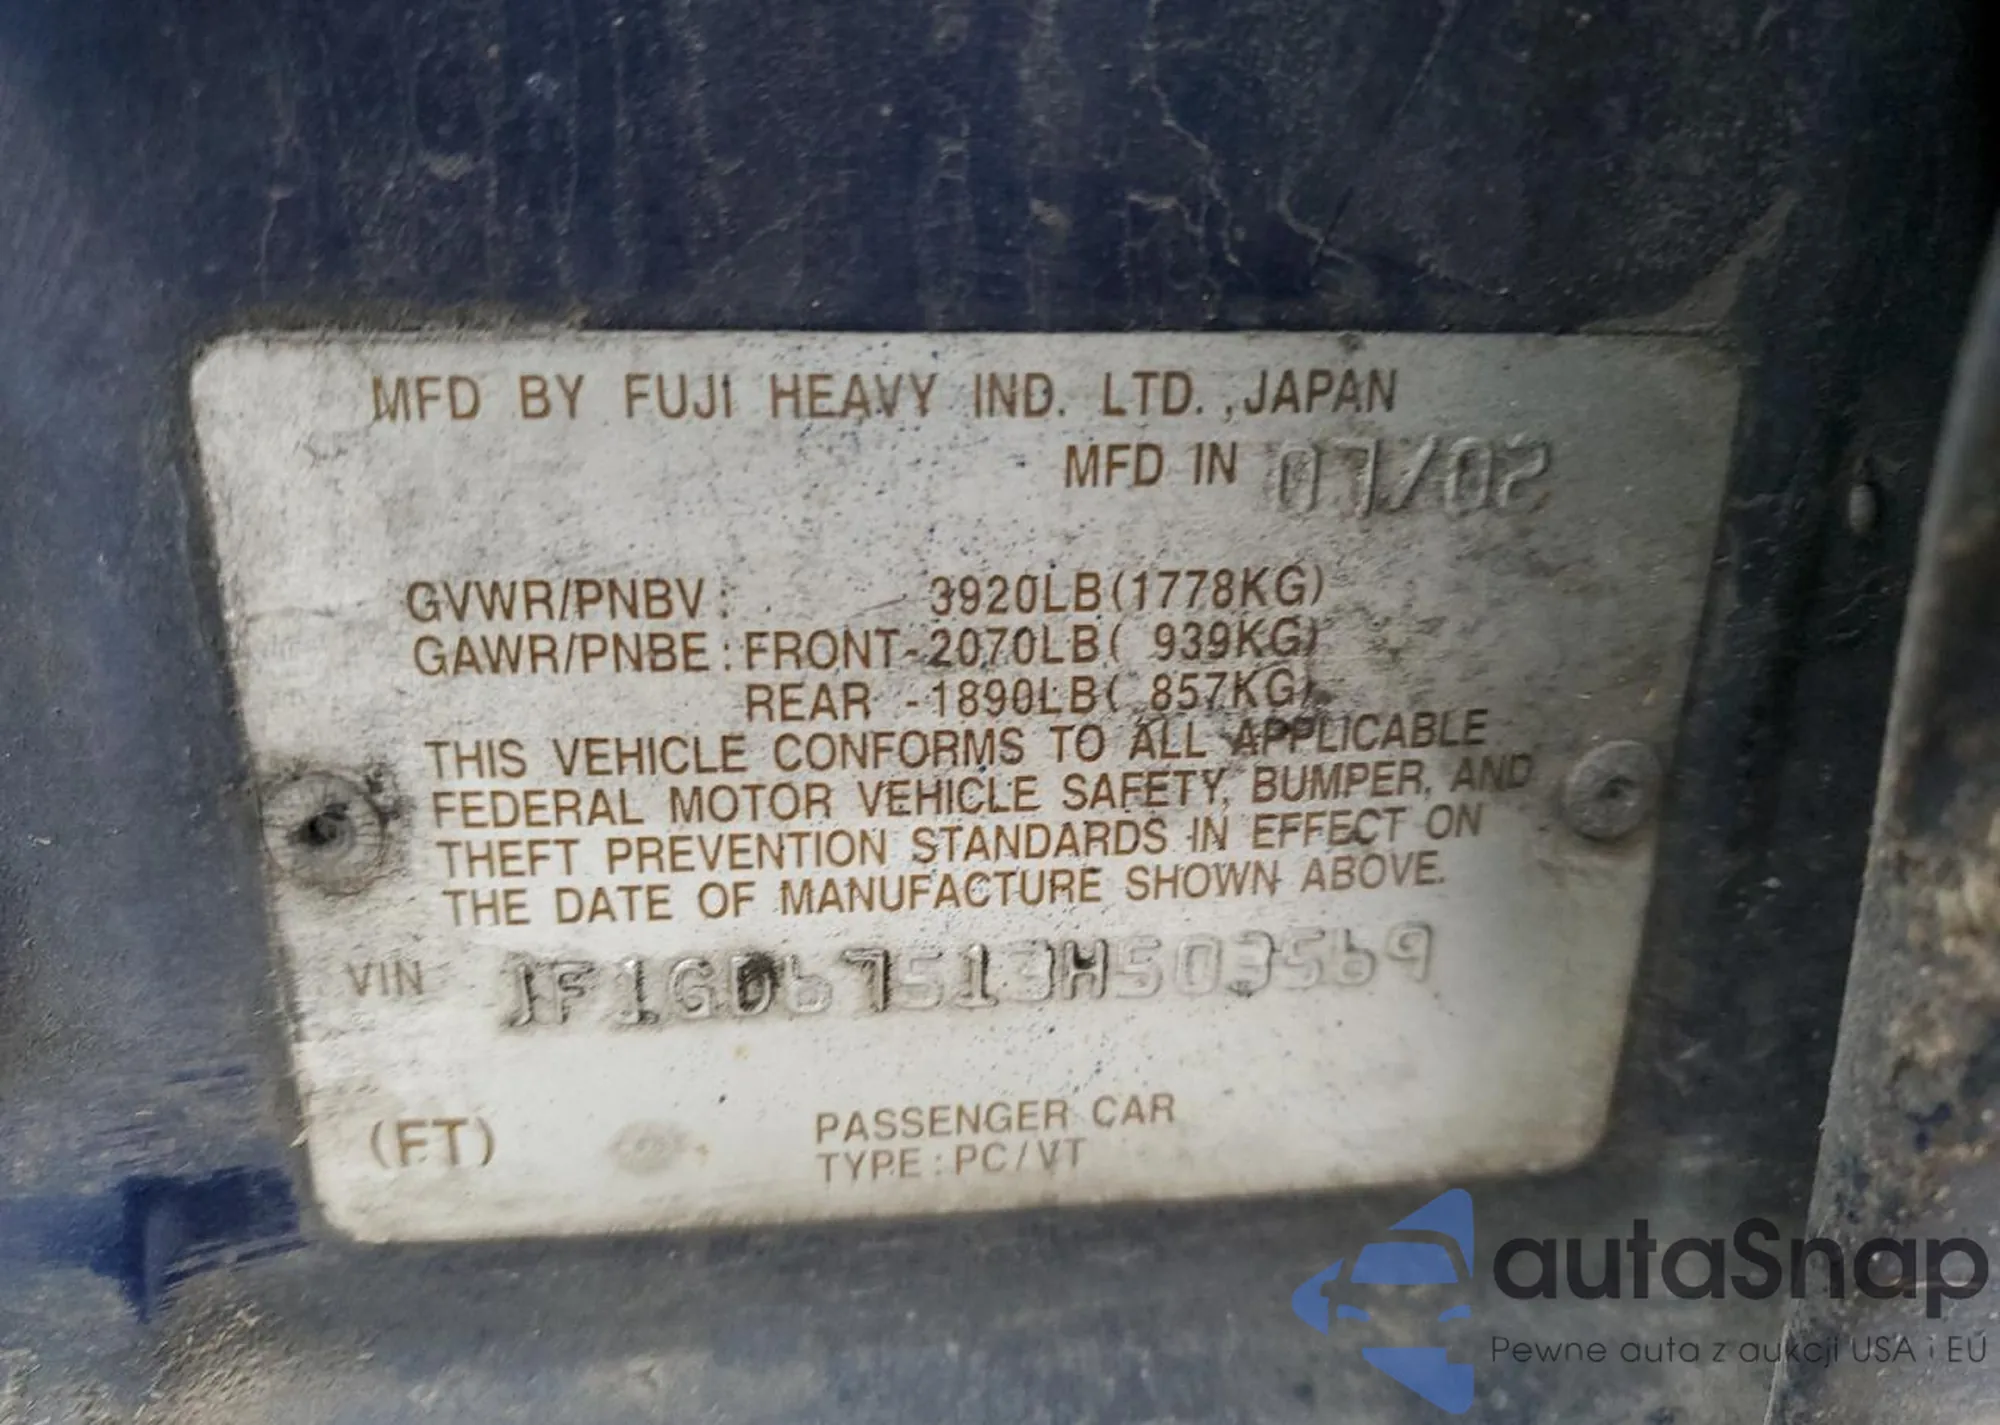 MFD BY FUJI HEAVY IND. LTD. ,JAPAN
MFD IN 07/02
GVWR/PNBV : 3920LB(1778KG)
GAWR/PNBE : FRONT-2070LB( 939KG)
REAR -1890LB( 857KG)
THIS VEHICLE CONFORMS TO ALL APPLICABLE
FEDERAL MOTOR VEHICLE SAFETY, BUMPER, AND
THEFT PREVENTION STANDARDS IN EFFECT ON
THE DATE OF MANUFACTURE SHOWN ABOVE.
VIN JF1GD67513H503569
(FT)
PASSENGER CAR
TYPE : PC/VT
autaSnap
Pewne auta z aukcji USA i EU